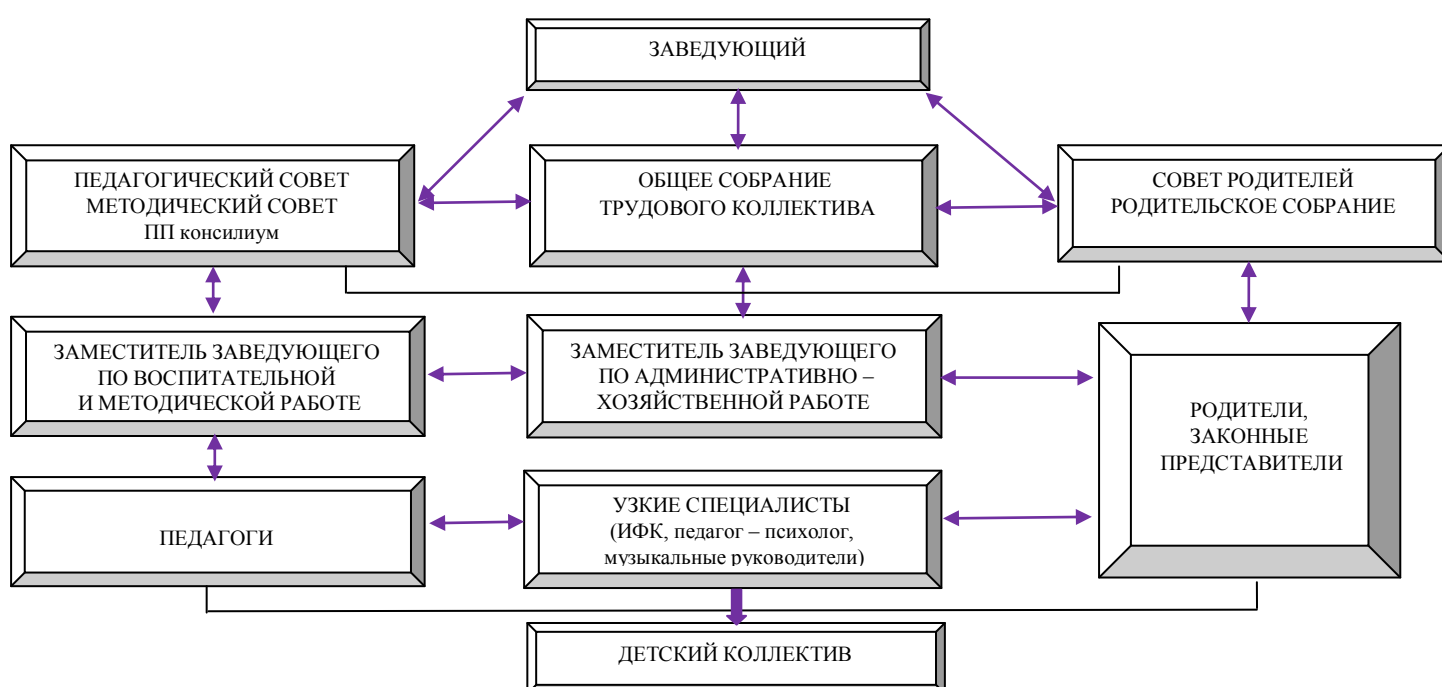 ЗАВЕДУЮЩИЙ
ПЕДАГОГИЧЕСКИЙ СОВЕТ
МЕТОДИЧЕСКИЙ СОВЕТ
ПП консилиум
ОБЩЕЕ СОБРАНИЕ
ТРУДОВОГО КОЛЛЕКТИВА
СОВЕТ РОДИТЕЛЕЙ
РОДИТЕЛЬСКОЕ СОБРАНИЕ
ЗАМЕСТИТЕЛЬ ЗАВЕДУЮЩЕГО
ПО ВОСПИТАТЕЛЬНОЙ
И МЕТОДИЧЕСКОЙ РАБОТЕ
ЗАМЕСТИТЕЛЬ ЗАВЕДУЮЩЕГО
ПО АДМИНИСТРАТИВНО –
ХОЗЯЙСТВЕННОЙ РАБОТЕ
РОДИТЕЛИ,
ЗАКОННЫЕ
ПРЕДСТАВИТЕЛИ
ПЕДАГОГИ
УЗКИЕ СПЕЦИАЛИСТЫ
(ИФК, педагог – психолог,
музыкальные руководители)
ДЕТСКИЙ КОЛЛЕКТИВ